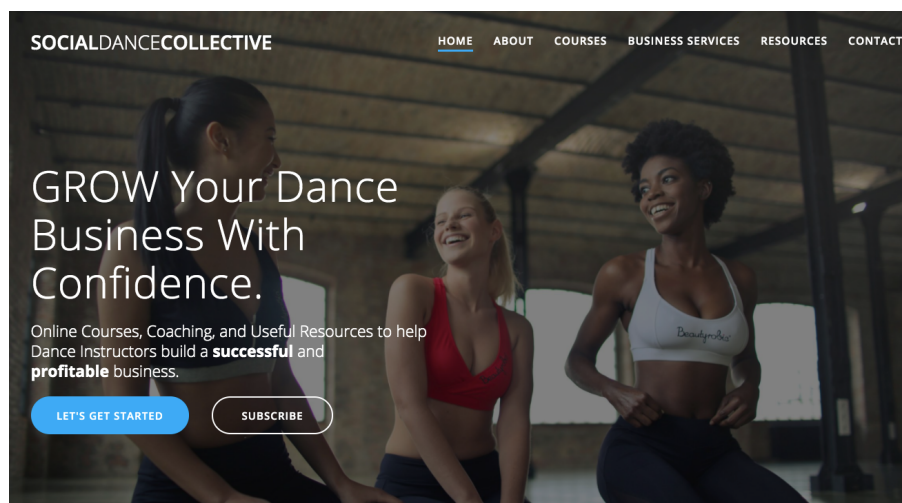 SOCIALDANCECOLLECTIVE
HOME ABOUT COURSES BUSINESS SERVICES RESOURCES CONTACT
GROW Your Dance
Business With
Confidence.
Online Courses, Coaching, and Useful Resources to help
Dance Instructors build a successful and
profitable business.
LET'S GET STARTED SUBSCRIBE